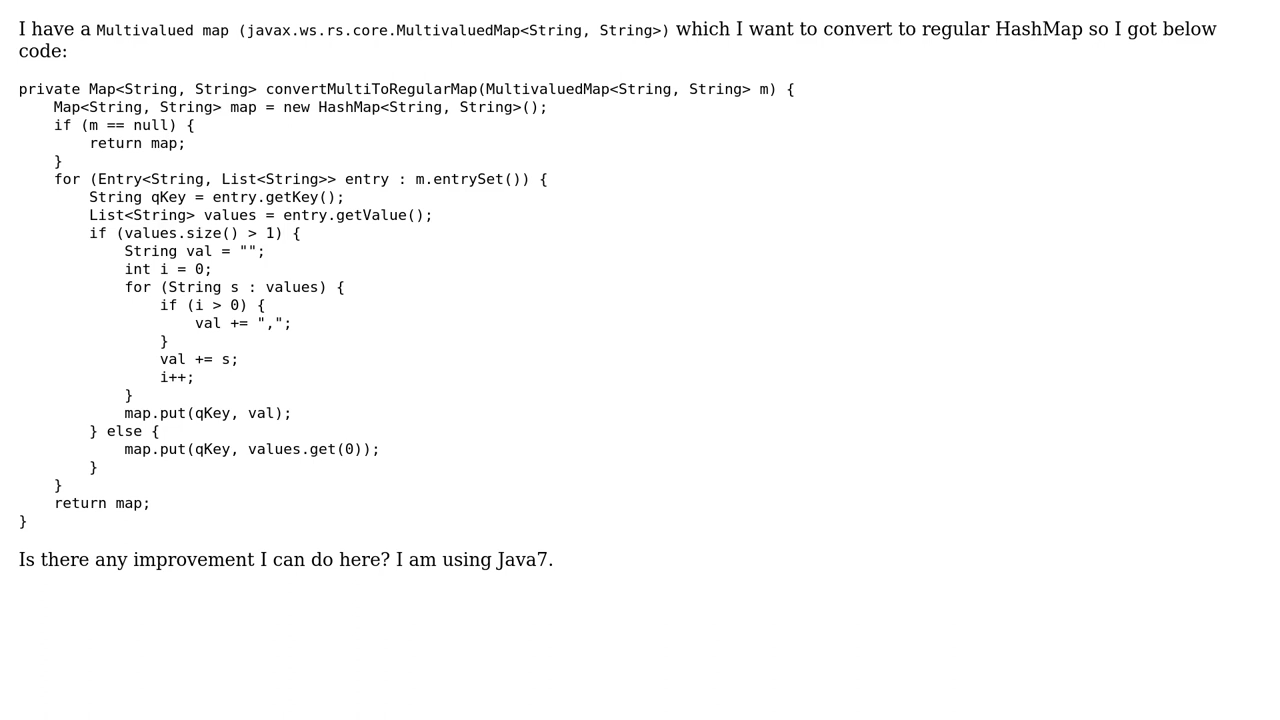 I have a Multivalued map (javax.ws.rs.core.MultivaluedMap<String, String>) which I want to convert to regular HashMap so I got below
code:
private Map<String, String> convertMultiToRegularMap(MultivaluedMap<String, String> m) {
    Map<String, String> map = new HashMap<String, String>();
    if (m == null) {
        return map;
    }
    for (Entry<String, List<String>> entry : m.entrySet()) {
        String qKey = entry.getKey();
        List<String> values = entry.getValue();
        if (values.size() > 1) {
            String val = "";
            int i = 0;
            for (String s : values) {
                if (i > 0) {
                    val += ",";
                }
                val += s;
                i++;
            }
            map.put(qKey, val);
        } else {
            map.put(qKey, values.get(0));
        }
    }
    return map;
}
Is there any improvement I can do here? I am using Java7.